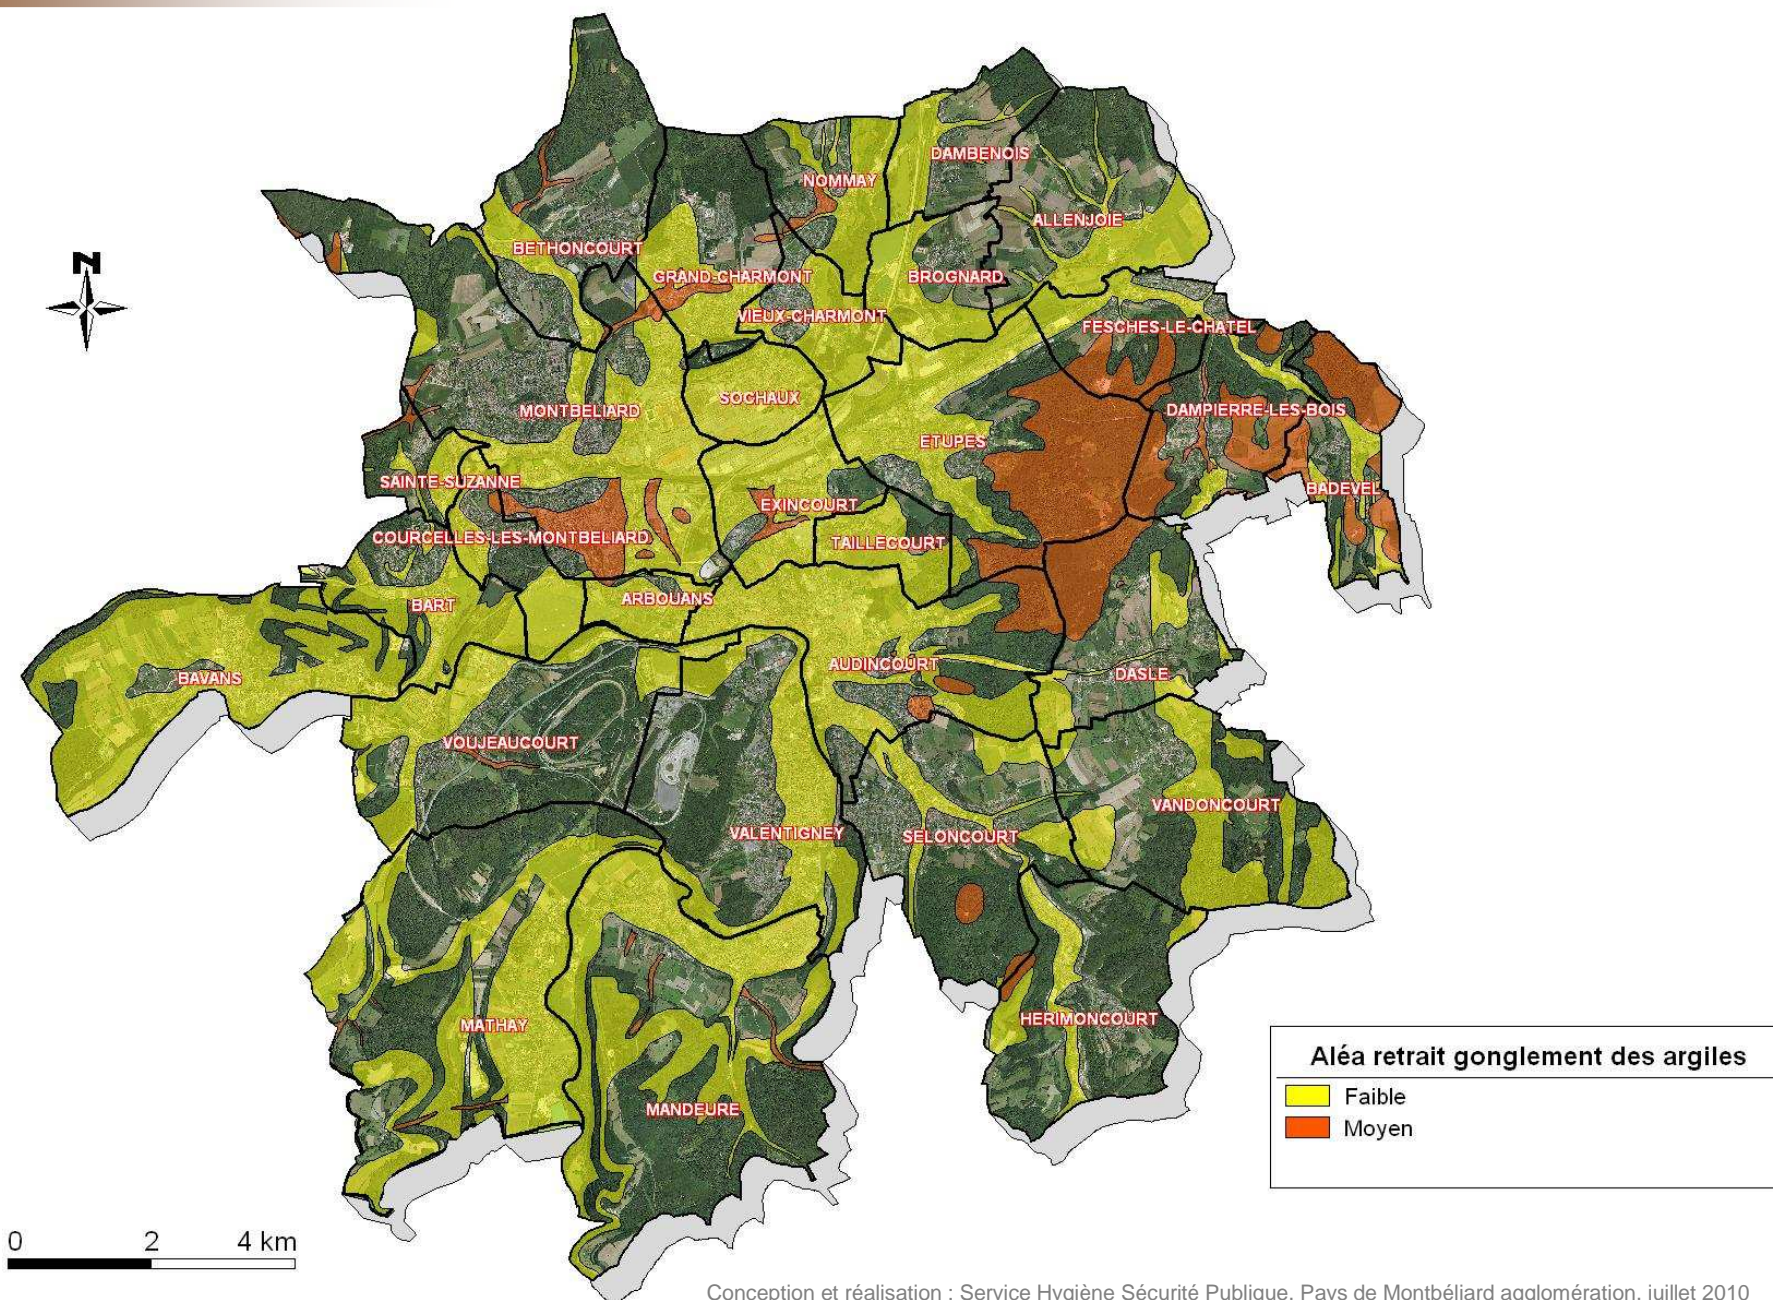 DAMBENOIS
NOMMAY
ALLENJOIE
BETHONCOURT
GRAND-CHARMONT
BROGNARD
N
VIEUX-CHARMONT
FESCHES-LE-CHATEL
SOCHAUX
MONTBELIARD
DAMPIERRE-LES-BOIS
ETUPES
SAINTE-SUZANNE
BADEVEL
EXINCOURT
COURCELLES-LES-MONTBELIARD
TAILLECOURT
ARBOUANS
BART
AUDINCOURT
BAVANS
DASLE
VOUJEAUCOURT
VANDONCOURT
VALENTIGNEY
SELONCOURT
HERIMONCOURT
MATHAY
MANDEURE
Aléa retrait gonglement des argiles
Faible
Moyen
0 2 4 km
Conception et réalisation : Service Hygiène Sécurité Publique, Pays de Montbéliard agglomération, juillet 2010